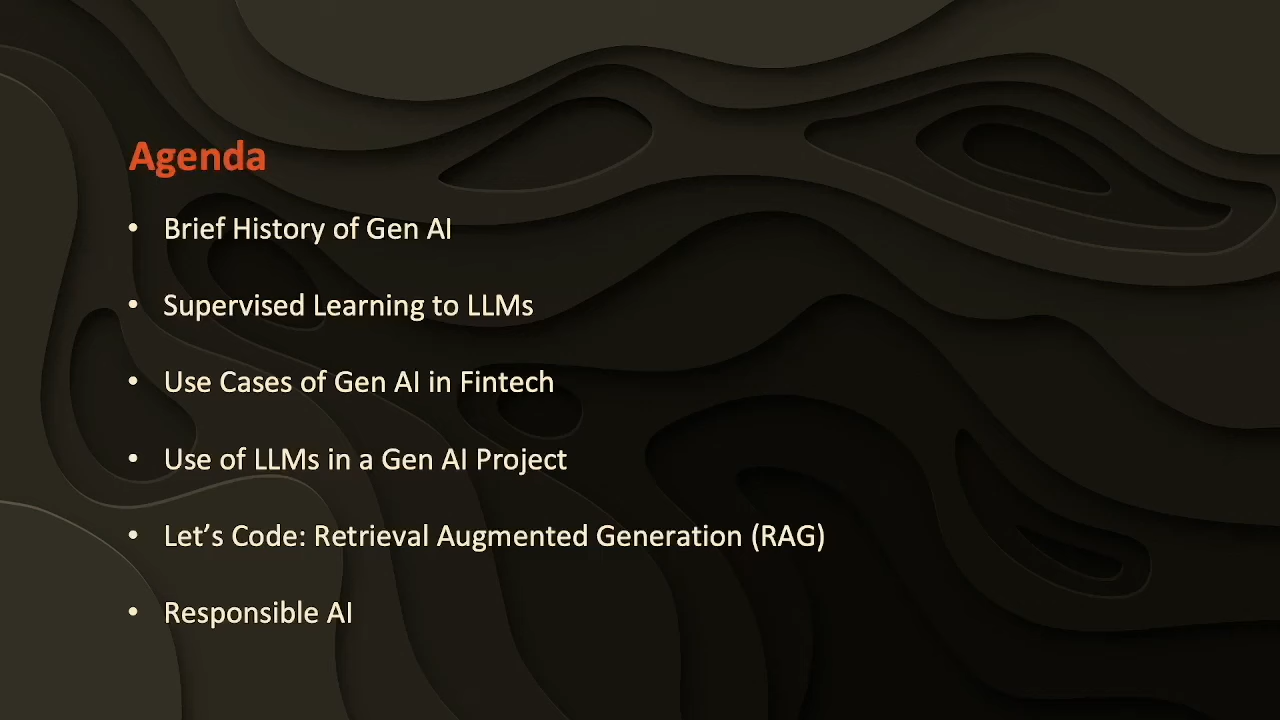 Agenda
• Brief History of Gen AI
• Supervised Learning to LLMs
• Use Cases of Gen AI in Fintech
• Use of LLMs in a Gen AI Project
• Let’s Code: Retrieval Augmented Generation (RAG)
• Responsible AI